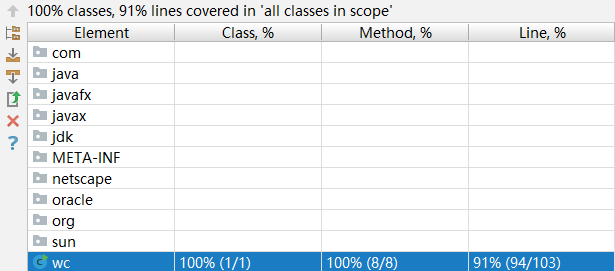 100% classes, 91% lines covered in 'all classes in scope'
Element Class, % Method, % Line, %
com
java
javafx
javax
jdk
META-INF
netscape
oracle
org
sun
wc 100% (1/1) 100% (8/8) 91% (94/103)